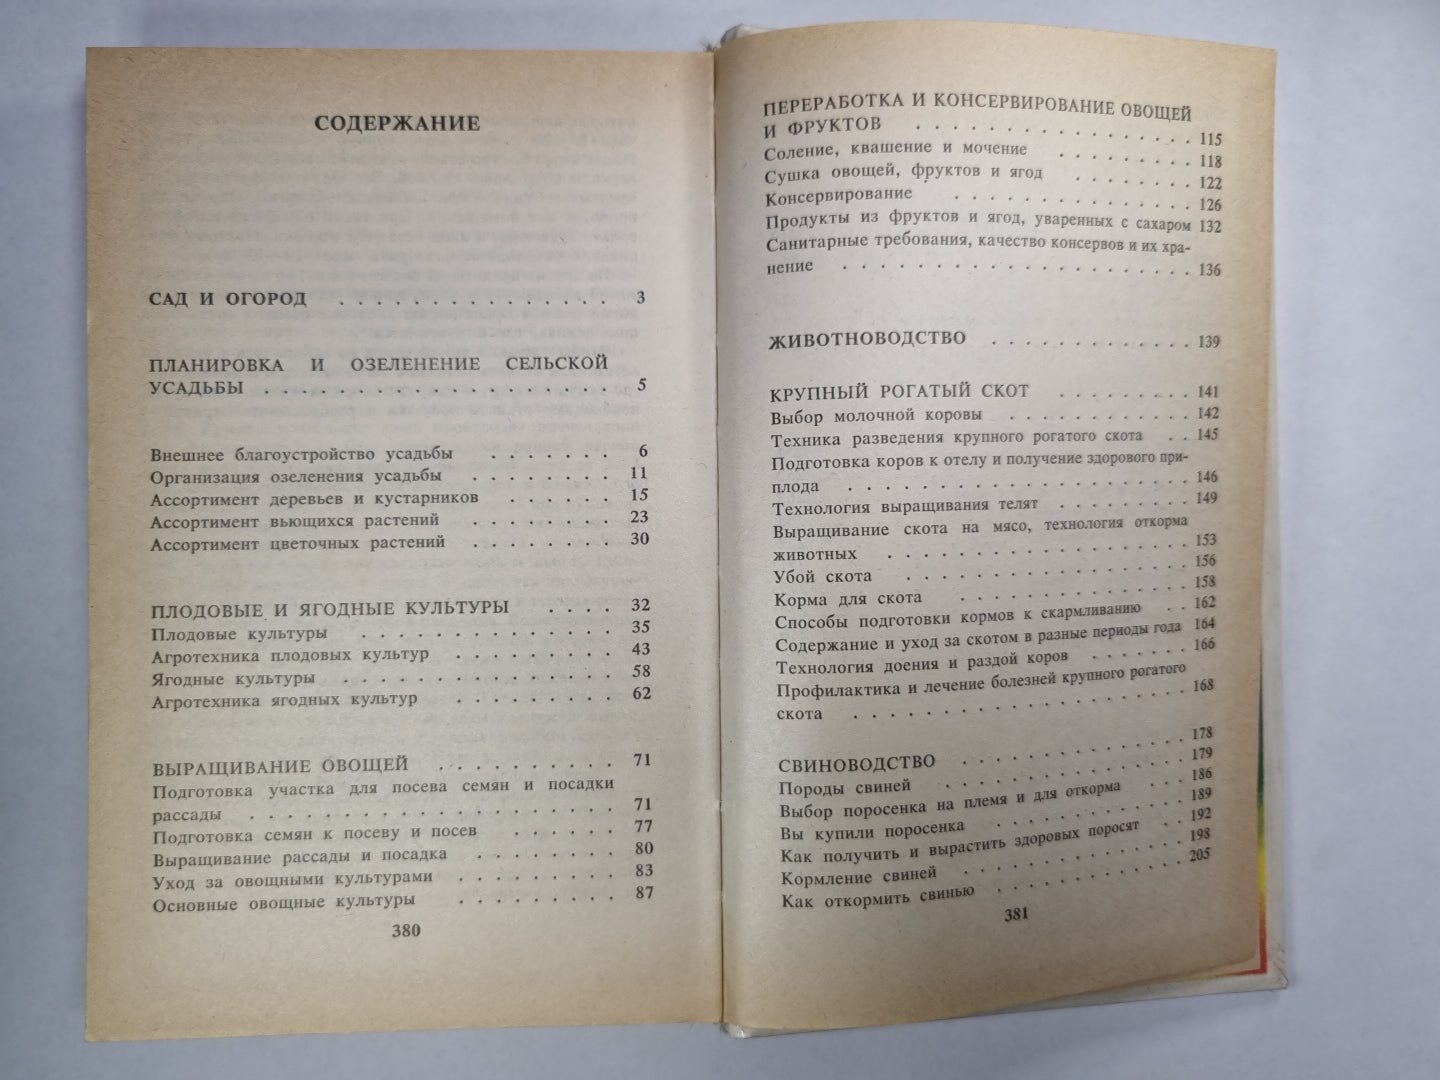 СОДЕРЖАНИЕ
САД И ОГОРОД . . . . . . . . . . . . . . . 3
ПЛАНИРОВКА И ОЗЕЛЕНЕНИЕ СЕЛЬСКОЙ
УСАДЬБЫ . . . . . . . . . . . . . . . . . . . 5
Внешнее благоустройство усадьбы . . . . . . . 6
Организация озеленения усадьбы . . . . . . . . 11
Ассортимент деревьев и кустарников . . . . . . 15
Ассортимент вьющихся растений . . . . . . . . 23
Ассортимент цветочных растений . . . . . . . . 30
ПЛОДОВЫЕ И ЯГОДНЫЕ КУЛЬТУРЫ . . . . 32
Плодовые культуры . . . . . . . . . . . . . . 35
Агротехника плодовых культур . . . . . . . . . 43
Ягодные культуры . . . . . . . . . . . . . . . 58
Агротехника ягодных культур . . . . . . . . . 62
ВЫРАЩИВАНИЕ ОВОЩЕЙ . . . . . . . . . . 71
Подготовка участка для посева семян и посадки
рассады . . . . . . . . . . . . . . . . . . . . 71
Подготовка семян к посеву и посев . . . . . . 77
Выращивание рассады и посадка . . . . . . . . 80
Уход за овощными культурами . . . . . . . . . 83
Основные овощные культуры . . . . . . . . . 87
380
ПЕРЕРАБОТКА И КОНСЕРВИРОВАНИЕ ОВОЩЕЙ
И ФРУКТОВ . . . . . . . . . . . . . . . . 115
Соление, квашение и мочение . . . . . . . . 118
Сушка овощей, фруктов и ягод . . . . . . . 122
Консервирование . . . . . . . . . . . . . . 126
Продукты из фруктов и ягод, уваренных с сахаром 132
Санитарные требования, качество консервов и их хра-
нение . . . . . . . . . . . . . . . . . . . . 136
ЖИВОТНОВОДСТВО . . . . . . . . . . . . 139
КРУПНЫЙ РОГАТЫЙ СКОТ . . . . . . . . 141
Выбор молочной коровы . . . . . . . . . . . 142
Техника разведения крупного рогатого скота . . 145
Подготовка коров к отелу и получение здорового при-
плода . . . . . . . . . . . . . . . . . . . . 146
Технология выращивания телят . . . . . . . . 149
Выращивание скота на мясо, технология откорма
животных . . . . . . . . . . . . . . . . . . 153
Убой скота . . . . . . . . . . . . . . . . . 156
Корма для скота . . . . . . . . . . . . . . 158
Способы подготовки кормов к скармливанию . . 162
Содержание и уход за скотом в разные периоды года 164
Технология доения и раздой коров . . . . . . 166
Профилактика и лечение болезней крупного рогатого
скота . . . . . . . . . . . . . . . . . . . . 168
СВИНОВОДСТВО . . . . . . . . . . . . . . 178
Породы свиней . . . . . . . . . . . . . . . 179
Выбор поросенка на племя и для откорма . . . 186
Вы купили поросенка . . . . . . . . . . . . 189
Как получить и вырастить здоровых поросят . . 192
Кормление свиней . . . . . . . . . . . . . . 198
Как откормить свинью . . . . . . . . . . . . 205
381